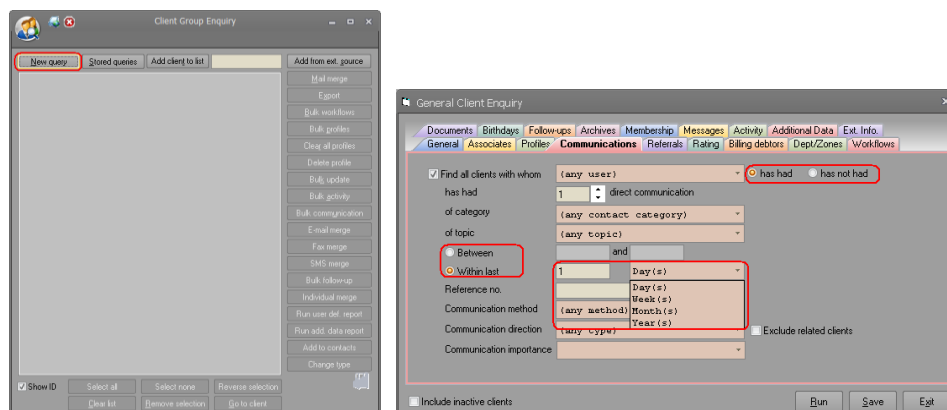 Client Group Enquiry
New query
Stored queries
Add client to list
Add from ext. source
Mail merge
Export
Bulk workflows
Bulk profiles
Clear all profiles
Delete profile
Bulk update
Bulk activity
Bulk communication
E-mail merge
Fax merge
SMS merge
Bulk follow-up
Individual merge
Run user def. report
Run add. data report
Add to contacts
Change type
Show ID
Select all
Select none
Reverse selection
Clear list
Remove selection
Go to client
General Client Enquiry
Documents Birthdays Follow-ups Archives Membership Messages Activity Additional Data Ext. Info.
General Associates Profiles Communications Referrals Rating Billing debtors Dept/Zones Workflows
Find all clients with whom (any user) has had has not had
has had 1 direct communication
of category (any contact category)
of topic (any topic)
Between and
Within last 1 Day(s)
Reference no. Day(s)
Week(s)
Communication method (any method) Month(s)
Year(s)
Communication direction (any type) Exclude related clients
Communication importance
Include inactive clients
Run Save Exit